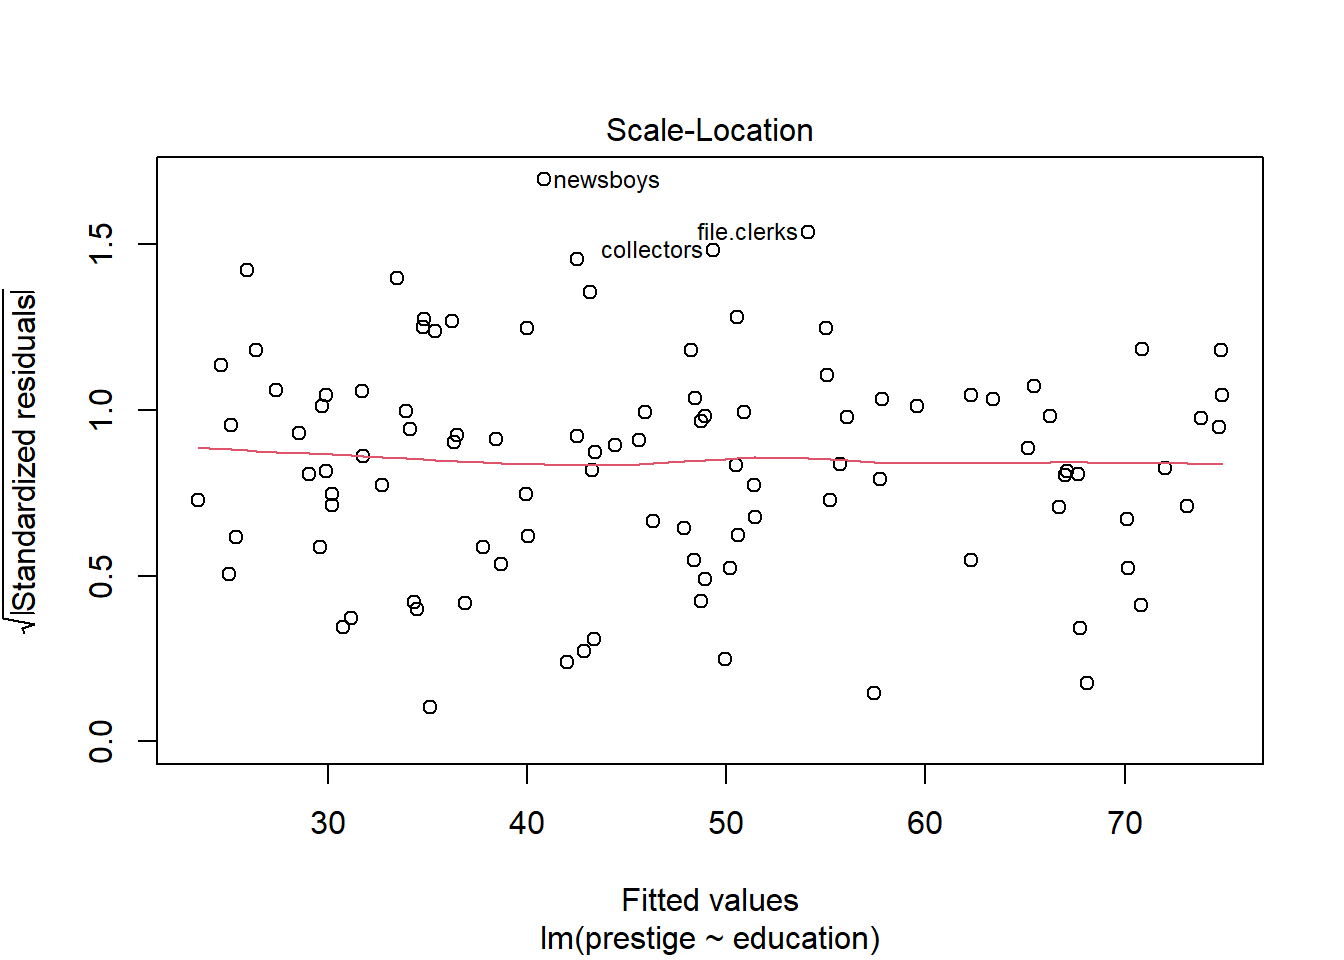 Scale-Location
newsboys
file.clerks
collectors
√|Standardized residuals|
0.0 0.5 1.0 1.5
30 40 50 60 70
Fitted values
lm(prestige ~ education)